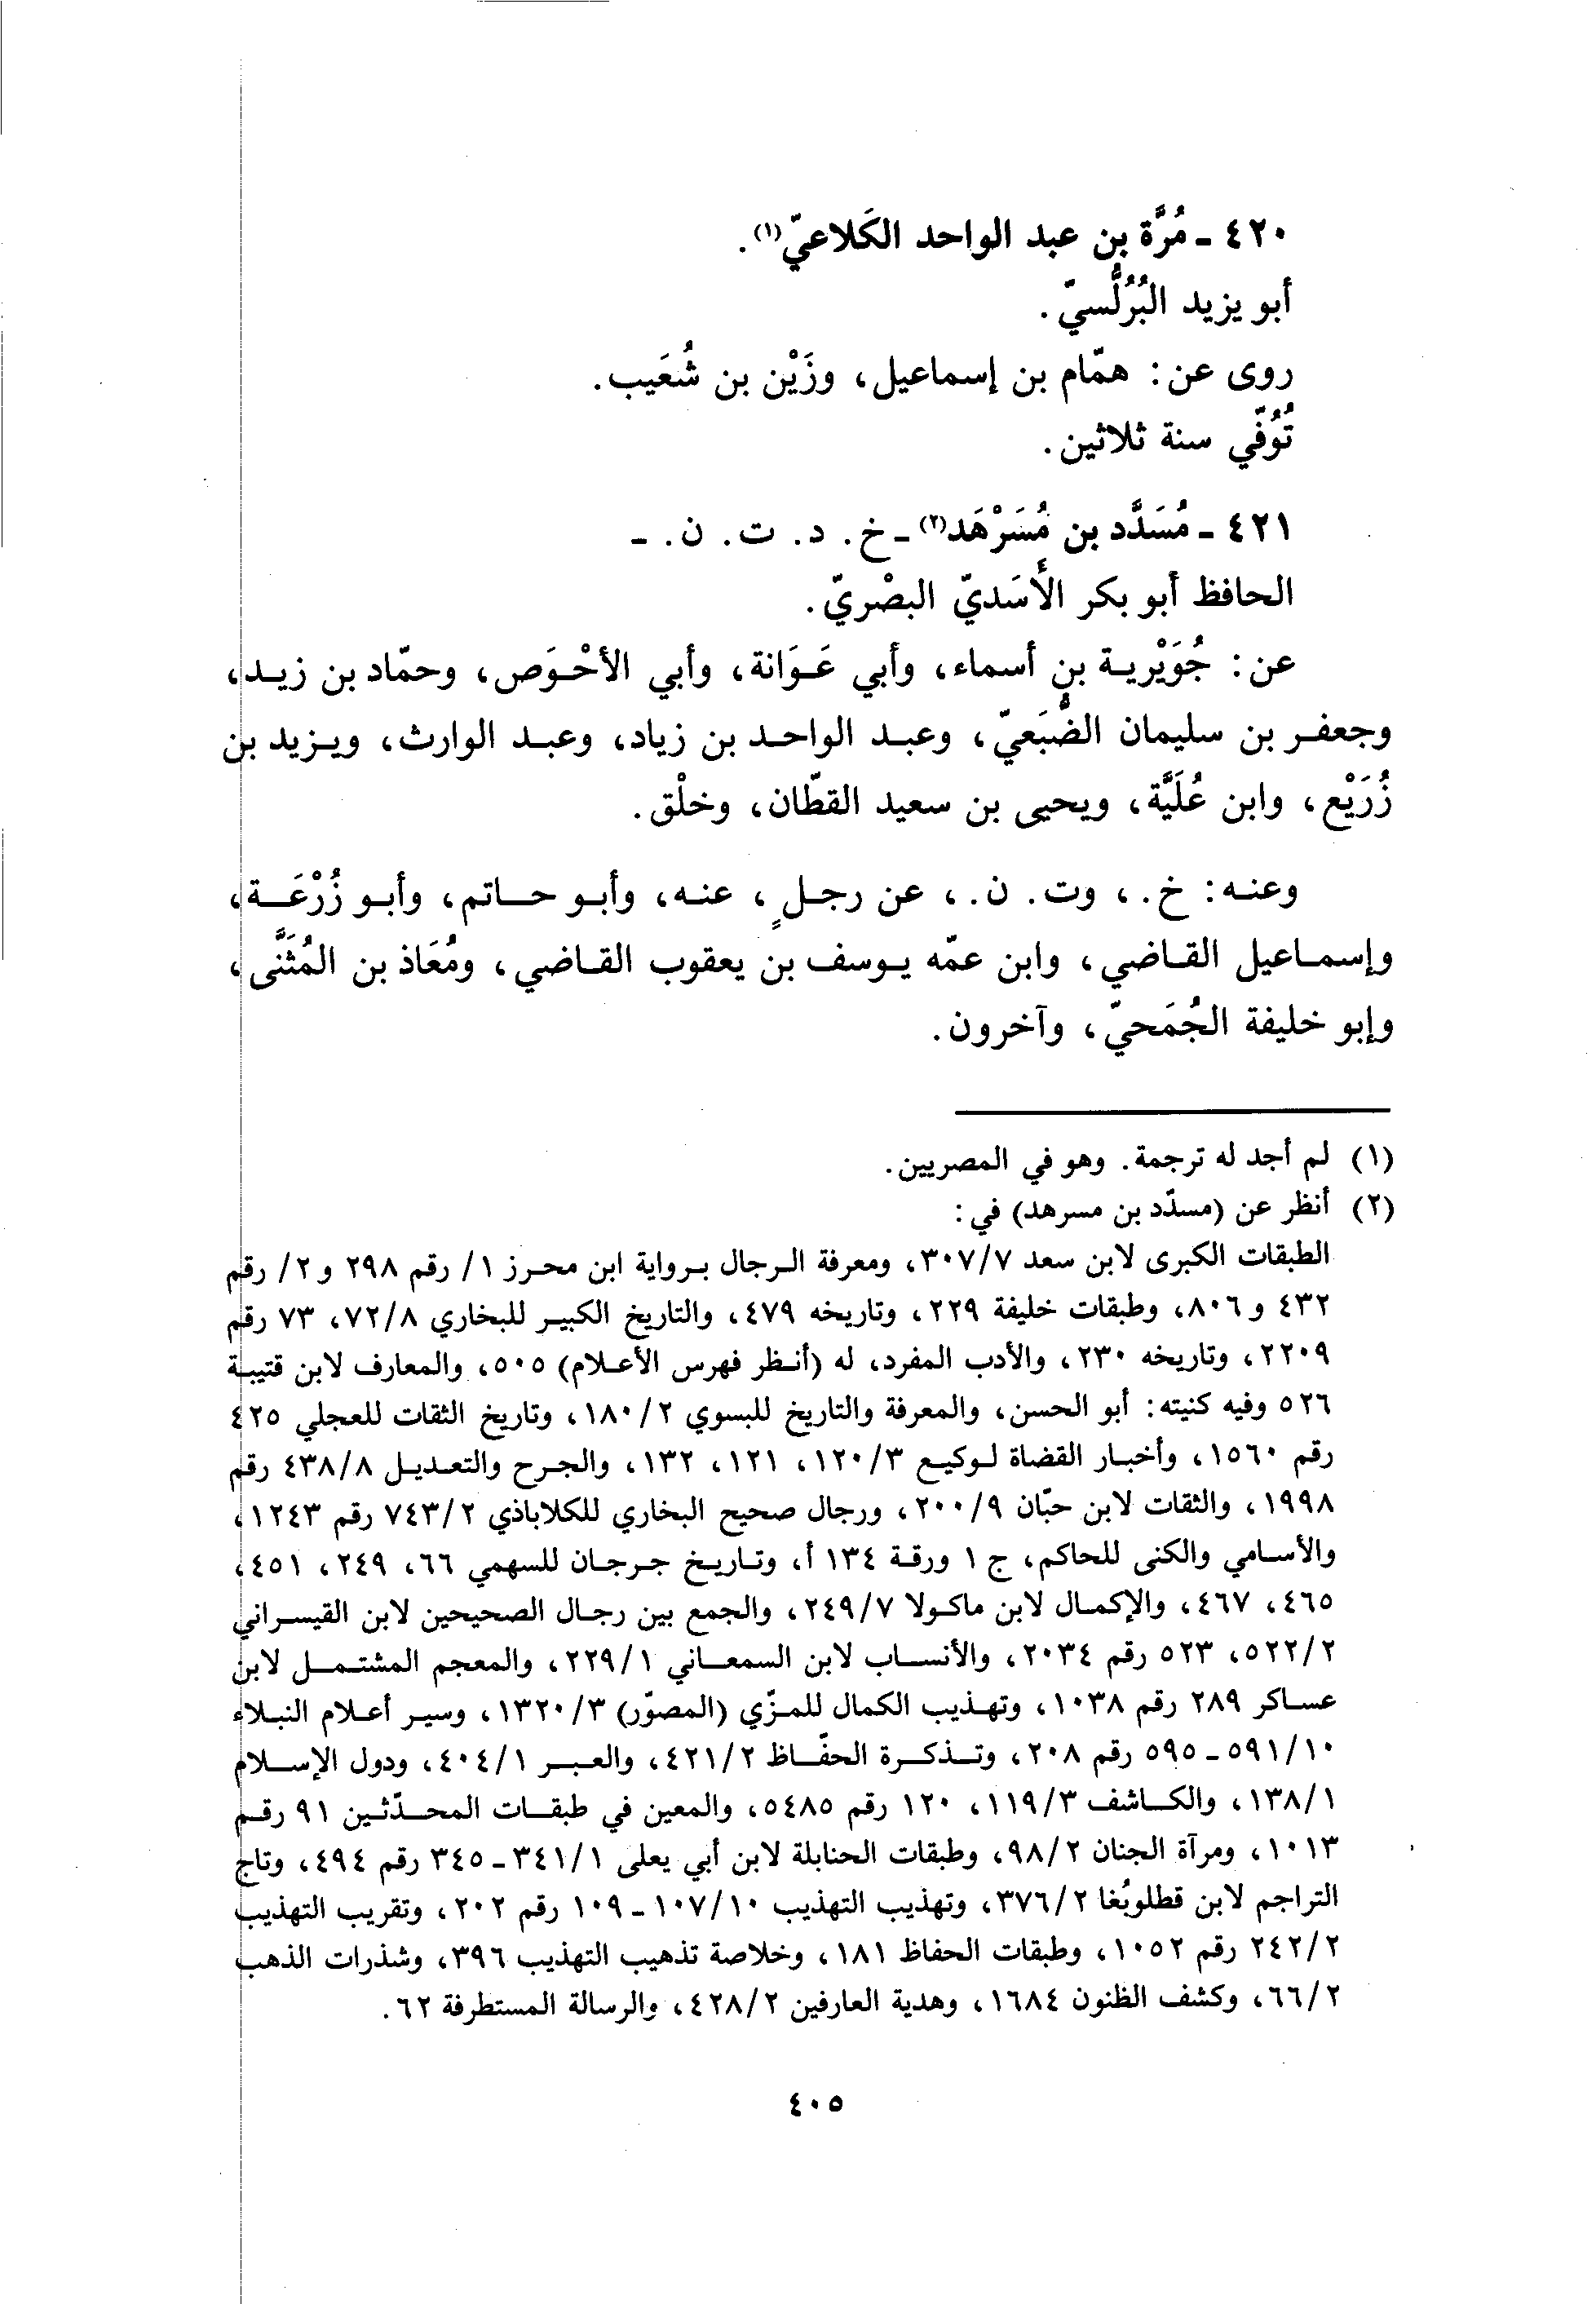 ٤٢٠ - مُرَّة بن عبد الواحد الكَلاعيّ(١).
أبو يزيد البُرُلُّسيّ.
روى عن: همّام بن إسماعيل، وزَيْن بن شُعَيب.
تُوُفّي سنة ثلاثين.
٤٢١ - مُسَدَّد بن مُسَرْهَد(٢) - خ. د. ت. ن. -
الحافظ أبو بكر الأَسَديّ البصْريّ.
عن: جُوَيْرية بن أسماء، وأبي عَوَانة، وأبي الأحْوَص، وحمّاد بن زيد،
وجعفر بن سليمان الضُّبَعيّ، وعبد الواحد بن زياد، وعبد الوارث، ويزيد بن
زُرَيْع، وابن عُلَيَّة، ويحيى بن سعيد القطّان، وخلْق.
وعنه: خ.، وت. ن.، عن رجلٍ، عنه، وأبو حاتم، وأبو زُرْعَة،
وإسماعيل القاضي، وابن عمّه يوسف بن يعقوب القاضي، ومُعَاذ بن المُثَنَّى،
وإبو خليفة الجُمَحيّ، وآخرون.
(١) لم أجد له ترجمة. وهو في المصريين.
(٢) أنظر عن (مسدّد بن مسرهد) في:
الطبقات الكبرى لابن سعد ٣٠٧/٧، ومعرفة الرجال برواية ابن محرز ١/ رقم ٢٩٨ و ٢/ رقم
٤٣٢ و ٨٠٦، وطبقات خليفة ٢٢٩، وتاريخه ٤٧٩، والتاريخ الكبير للبخاري ٧٢/٨، ٧٣ رقم
٢٢٠٩، وتاريخه ٢٣٠، والأدب المفرد، له (أنظر فهرس الأعلام) ٥٠٥، والمعارف لابن قتيبة
٥٢٦ وفيه كنيته: أبو الحسن، والمعرفة والتاريخ للبسوي ١٨٠/٢، وتاريخ الثقات للعجلي ٤٢٥
رقم ١٥٦٠، وأخبار القضاة لوكيع ١٢٠/٣، ١٢١، ١٣٢، والجرح والتعديل ٤٣٨/٨ رقم
١٩٩٨، والثقات لابن حبّان ٢٠٠/٩، ورجال صحيح البخاري للكلاباذي ٧٤٣/٢ رقم ١٢٤٣،
والأسامي والكنى للحاكم، ج ١ ورقة ١٣٤ أ، وتاريخ جرجان للسهمي ٦٦، ٢٤٩، ٤٥١،
٤٦٥، ٤٦٧، والإكمال لابن ماكولا ٢٤٩/٧، والجمع بين رجال الصحيحين لابن القيسراني
٥٢٢/٢، ٥٢٣ رقم ٢٠٣٤، والأنساب لابن السمعاني ٢٢٩/١، والمعجم المشتمل لابن
عساكر ٢٨٩ رقم ١٠٣٨، وتهذيب الكمال للمزّي (المصوّر) ١٣٢٠/٣، وسير أعلام النبلاء
٥٩١/١٠ - ٥٩٥ رقم ٢٠٨، وتذكرة الحفّاظ ٤٢١/٢، والعبر ٤٠٤/١، ودول الإسلام
١٣٨/١، والكاشف ١١٩/٣، ١٢٠ رقم ٥٤٨٥، والمعين في طبقات المحدّثين ٩١ رقم
١٠١٣، ومرآة الجنان ٩٨/٢، وطبقات الحنابلة لابن أبي يعلى ٣٤١/١ - ٣٤٥ رقم ٤٩٤، وتاج
التراجم لابن قطلوبُغا ٣٧٦/٢، وتهذيب التهذيب ١٠٧/١٠ - ١٠٩ رقم ٢٠٢، وتقريب التهذيب
٢٤٢/٢ رقم ١٠٥٢، وطبقات الحفاظ ١٨١، وخلاصة تذهيب التهذيب ٣٩٦، وشذرات الذهب
٦٦/٢، وكشف الظنون ١٦٨٤، وهدية العارفين ٤٢٨/٢، والرسالة المستطرفة ٦٢.
٤٠٥